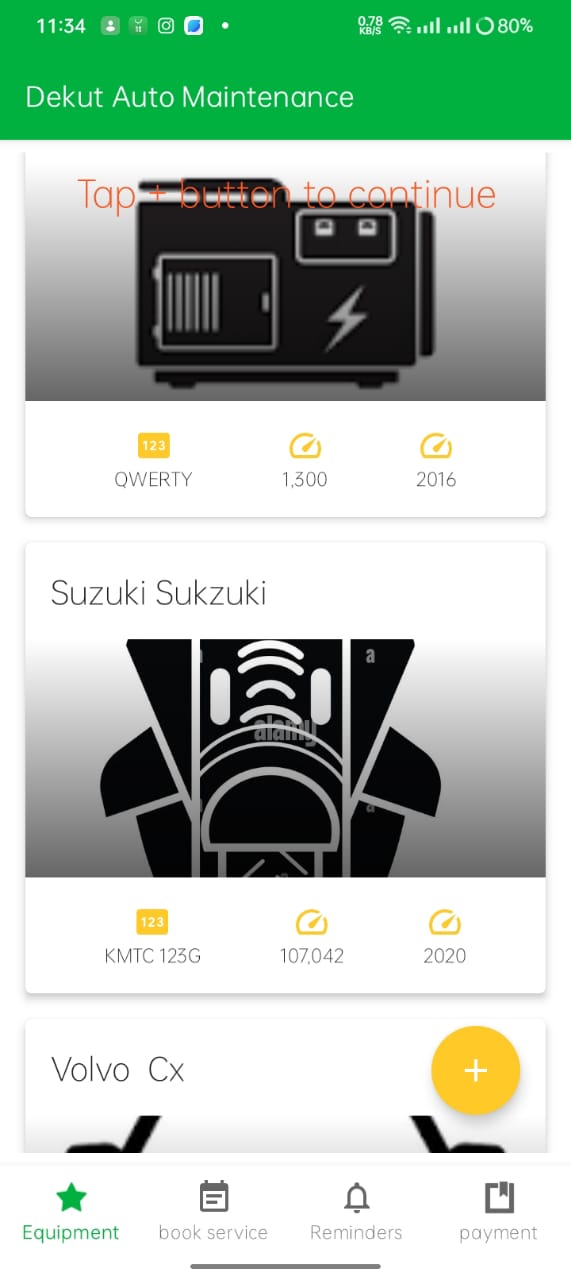 11:34
0.78
KB/S
80%
Dekut Auto Maintenance
Tap + button to continue
123
QWERTY
1,300
2016
Suzuki Sukzuki
a
alamy
a
123
KMTC 123G
107,042
2020
Volvo Cx
+
Equipment
book service
Reminders
payment